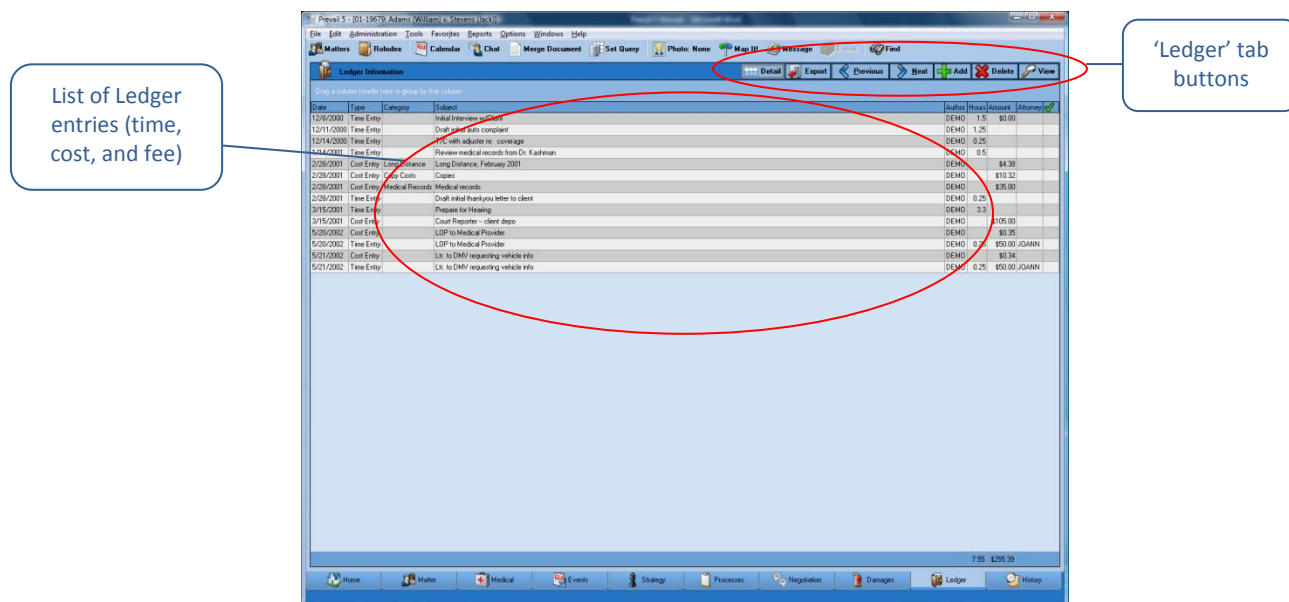 Prevail 5 - [01-19679: Adams (William) v. Stevens (Jack)]
File Edit Administration Tools Favorites Reports Options Windows Help
Matters Rolodex Calendar Chat Merge Document Set Query Photo: None Map It! Message Find
Ledger Information Detail Export Previous Next Add Delete View
Drag a column header here to group by that column
Date Type Category Subject Author Hours Amount Attorney
12/8/2000 Time Entry Initial Interview w/Client DEMO 1.5 $0.00
12/11/2000 Time Entry Draft initial auto complaint DEMO 1.25
12/14/2000 Time Entry T/C with adjuster re: coverage DEMO 0.25
1/14/2001 Time Entry Review medical records from Dr. Kashman DEMO 0.5
2/28/2001 Cost Entry Long Distance Long Distance, February 2001 DEMO $4.38
2/28/2001 Cost Entry Copy Costs Copies DEMO $10.32
2/28/2001 Cost Entry Medical Records Medical records DEMO $35.00
2/28/2001 Time Entry Draft initial thankyou letter to client DEMO 0.25
3/15/2001 Time Entry Prepare for Hearing DEMO 3.3
3/15/2001 Cost Entry Court Reporter -- client depo DEMO $105.00
5/20/2002 Cost Entry LOP to Medical Provider DEMO $0.35
5/20/2002 Time Entry LOP to Medical Provider DEMO 0.25 $50.00 JOANN
5/21/2002 Cost Entry Ltr. to DMV requesting vehicle info DEMO $0.34
5/21/2002 Time Entry Ltr. to DMV requesting vehicle info DEMO 0.25 $50.00 JOANN
7.55 $255.39
Home Matter Medical Events Strategy Processes Negotiation Damages Ledger History
List of Ledger
entries (time,
cost, and fee)
‘Ledger’ tab
buttons